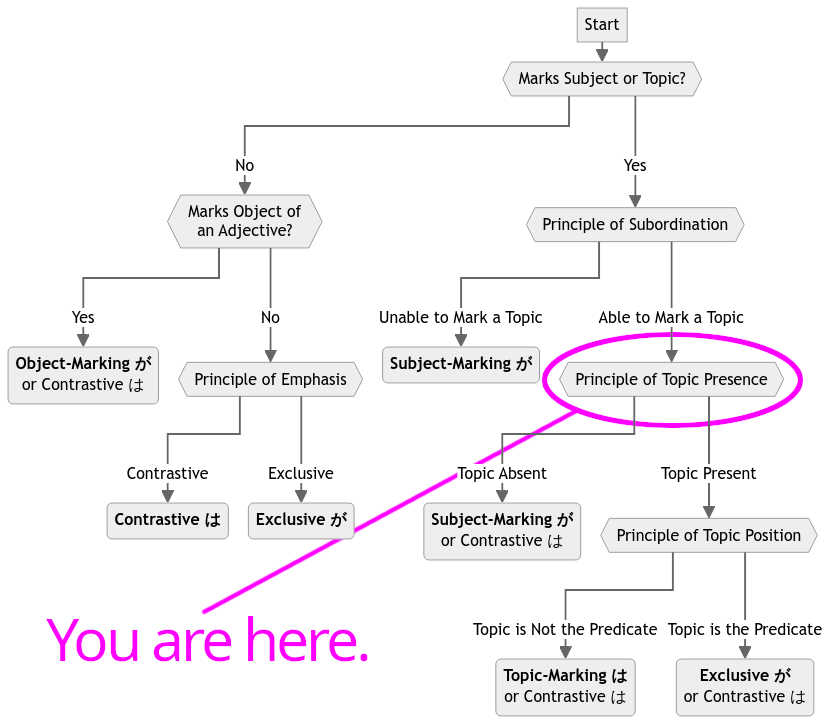 Start
Marks Subject or Topic?
No
Yes
Marks Object of
an Adjective?
Principle of Subordination
Yes
No
Unable to Mark a Topic
Able to Mark a Topic
Object-Marking が
or Contrastive は
Principle of Emphasis
Subject-Marking が
Principle of Topic Presence
Contrastive
Exclusive
Topic Absent
Topic Present
Contrastive は
Exclusive が
Subject-Marking が
or Contrastive は
Principle of Topic Position
You are here.
Topic is Not the Predicate
Topic is the Predicate
Topic-Marking は
or Contrastive は
Exclusive が
or Contrastive は